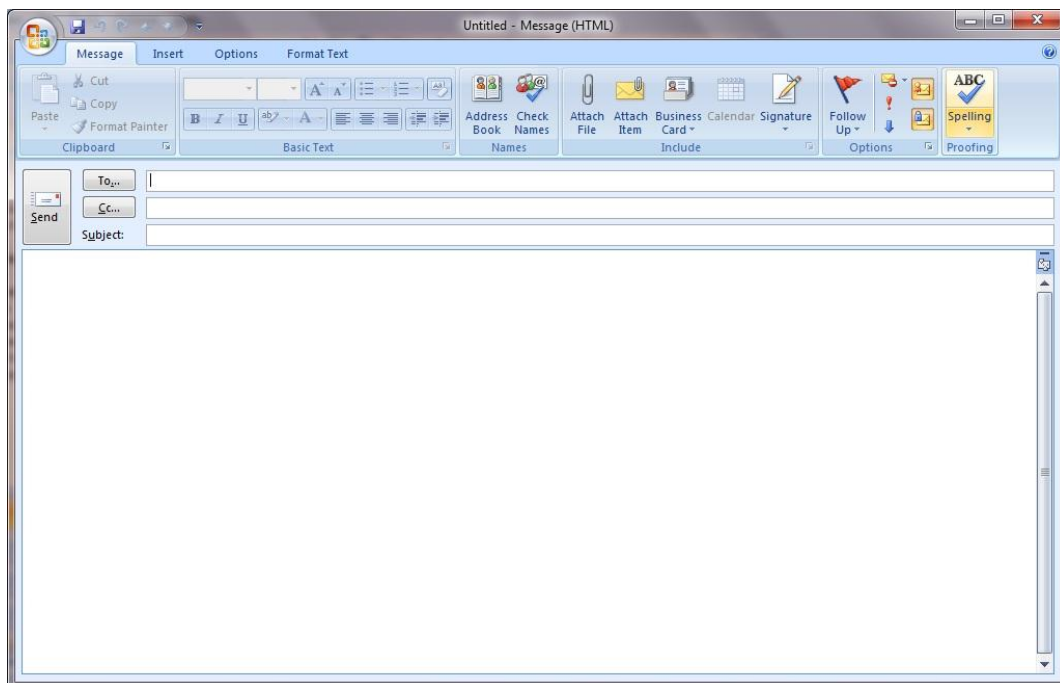 Untitled - Message (HTML)
Message Insert Options Format Text
Paste
Cut
Copy
Format Painter
Clipboard
B I U
Basic Text
Address Book
Check Names
Names
Attach File
Attach Item
Business Card
Calendar
Signature
Include
Follow Up
Options
ABC
Spelling
Proofing
Send
To...
Cc...
Subject: